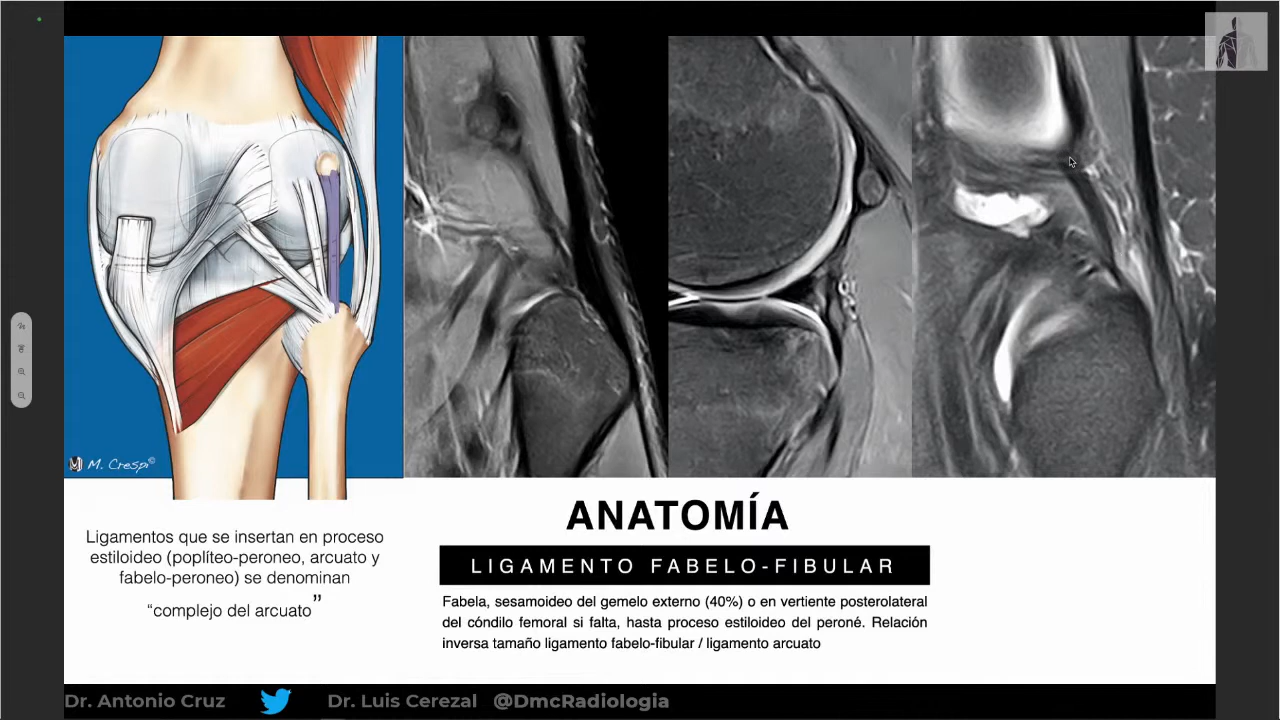 M. Crespi©
Ligamentos que se insertan en proceso
estiloideo (poplíteo-peroneo, arcuato y
fabelo-peroneo) se denominan
“complejo del arcuato”
ANATOMÍA
LIGAMENTO FABELO-FIBULAR
Fabela, sesamoideo del gemelo externo (40%) o en vertiente posterolateral
del cóndilo femoral si falta, hasta proceso estiloideo del peroné. Relación
inversa tamaño ligamento fabelo-fibular / ligamento arcuato
Dr. Antonio Cruz Dr. Luis Cerezal @DmcRadiologia